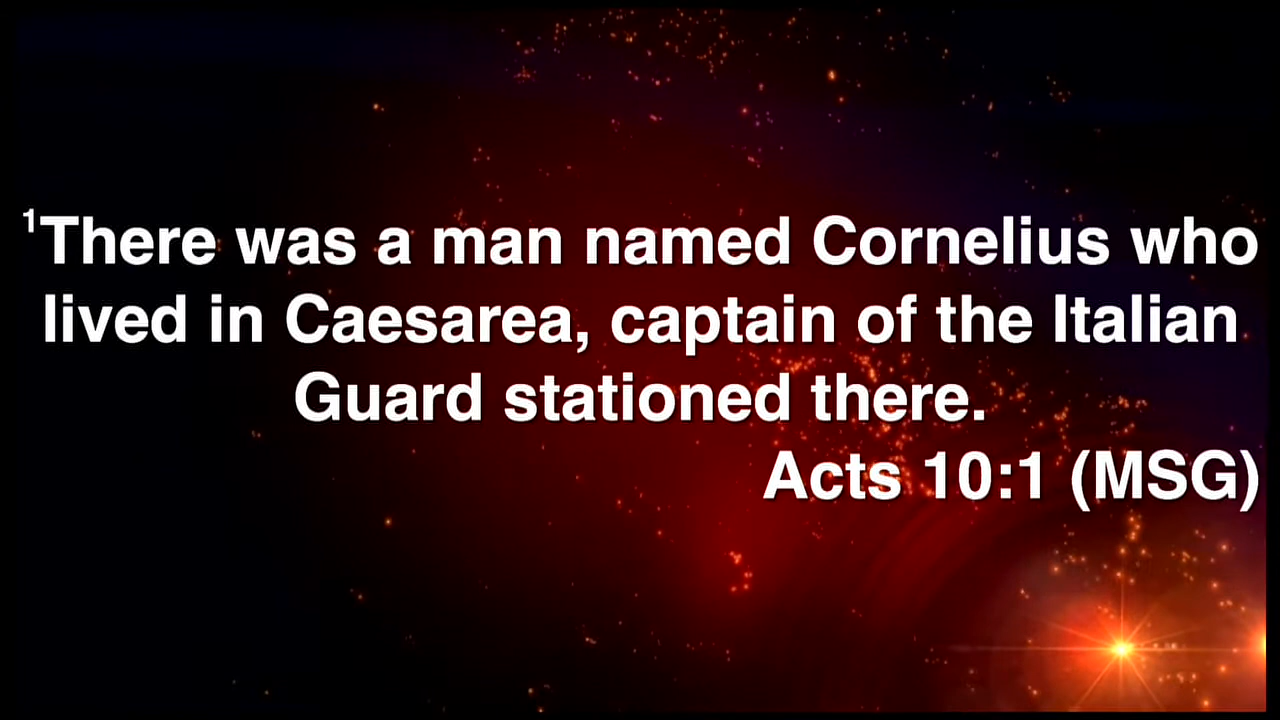 ¹There was a man named Cornelius who
lived in Caesarea, captain of the Italian
Guard stationed there.
Acts 10:1 (MSG)